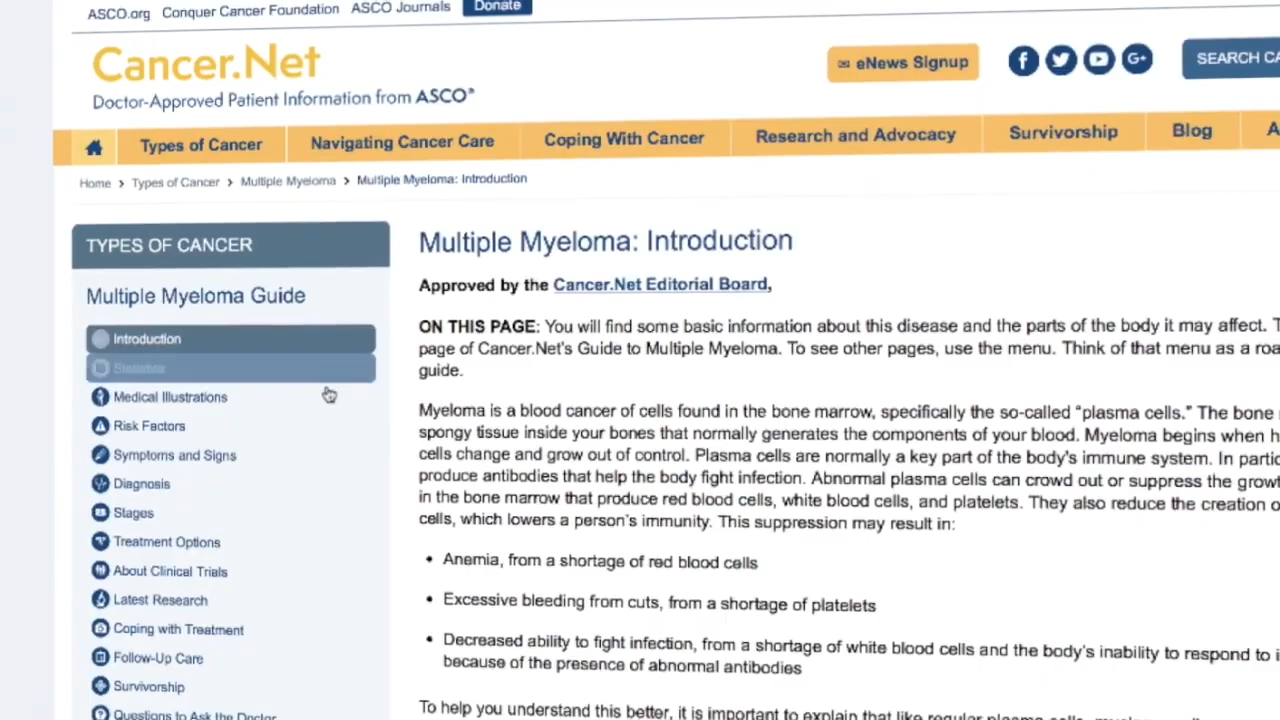 ASCO.org Conquer Cancer Foundation ASCO Journals Donate
Cancer.Net
Doctor-Approved Patient Information from ASCO®
eNews Signup
SEARCH
Types of Cancer Navigating Cancer Care Coping With Cancer Research and Advocacy Survivorship Blog A
Home > Types of Cancer > Multiple Myeloma > Multiple Myeloma: Introduction
TYPES OF CANCER
Multiple Myeloma Guide
Introduction
Statistics
Medical Illustrations
Risk Factors
Symptoms and Signs
Diagnosis
Stages
Treatment Options
About Clinical Trials
Latest Research
Coping with Treatment
Follow-Up Care
Survivorship
Questions to Ask the Doctor
Multiple Myeloma: Introduction
Approved by the Cancer.Net Editorial Board,
ON THIS PAGE: You will find some basic information about this disease and the parts of the body it may affect. T
page of Cancer.Net's Guide to Multiple Myeloma. To see other pages, use the menu. Think of that menu as a roa
guide.
Myeloma is a blood cancer of cells found in the bone marrow, specifically the so-called “plasma cells.” The bone
spongy tissue inside your bones that normally generates the components of your blood. Myeloma begins when h
cells change and grow out of control. Plasma cells are normally a key part of the body's immune system. In partic
produce antibodies that help the body fight infection. Abnormal plasma cells can crowd out or suppress the growt
in the bone marrow that produce red blood cells, white blood cells, and platelets. They also reduce the creation o
cells, which lowers a person's immunity. This suppression may result in:
• Anemia, from a shortage of red blood cells
• Excessive bleeding from cuts, from a shortage of platelets
• Decreased ability to fight infection, from a shortage of white blood cells and the body's inability to respond to i
because of the presence of abnormal antibodies
To help you understand this better, it is important to explain that like regular plasma cells, myeloma